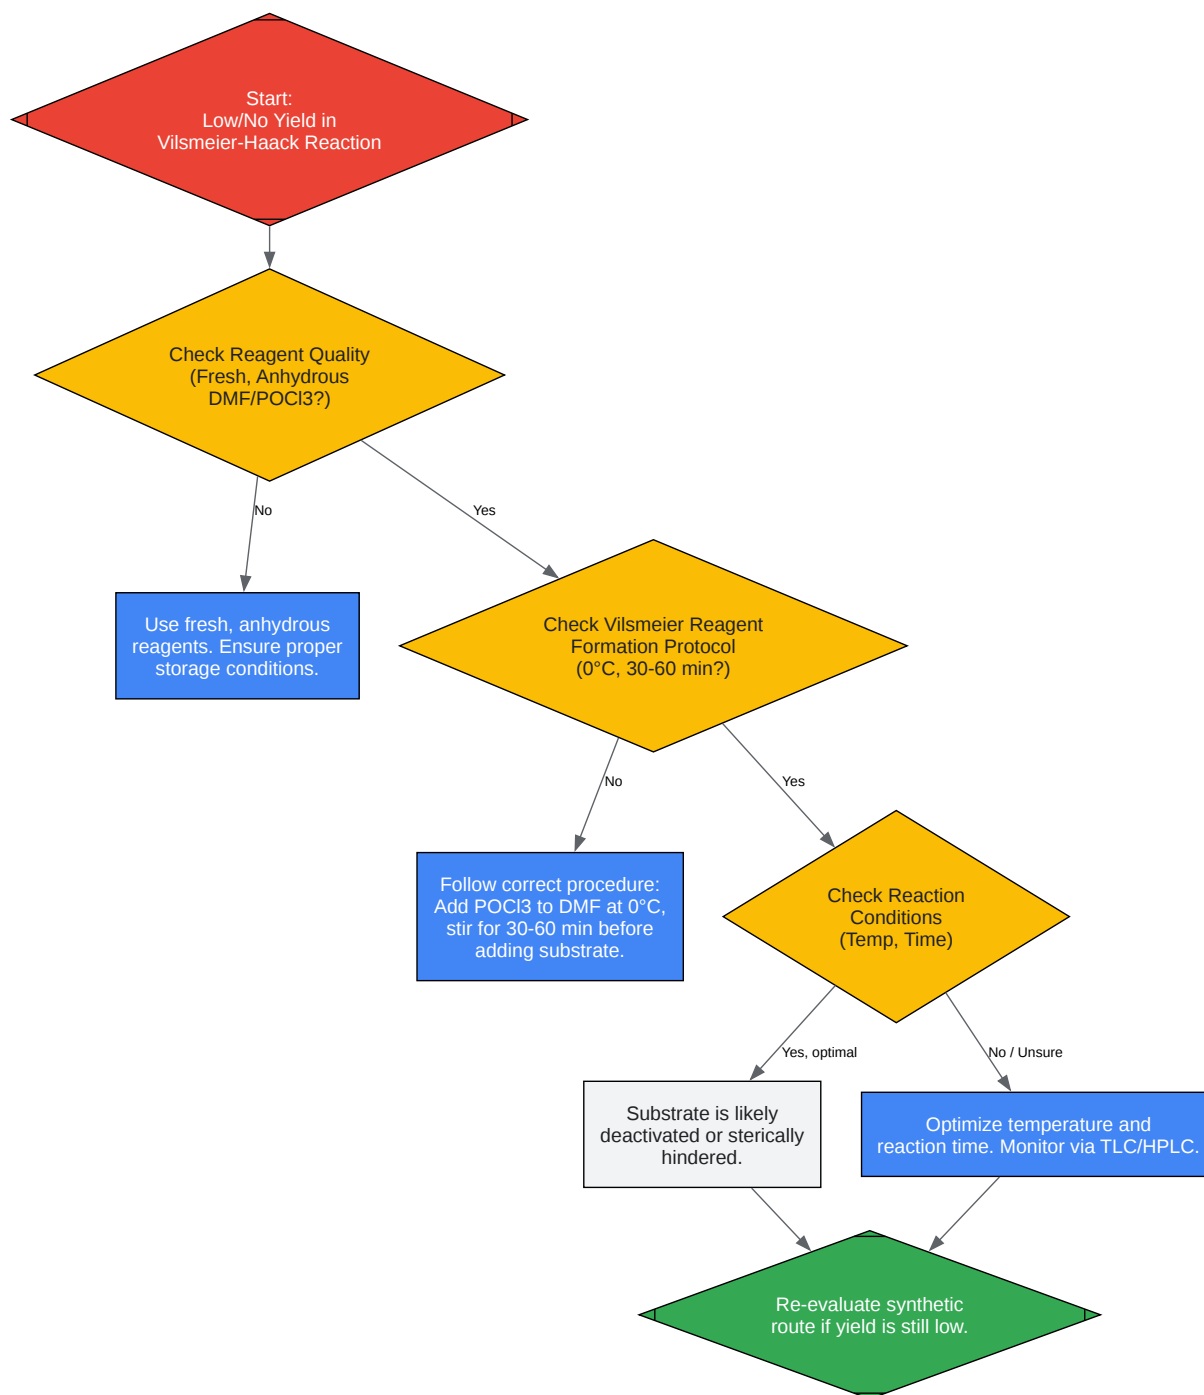 Start:
Low/No Yield in
Vilsmeier-Haack Reaction
Check Reagent Quality
(Fresh, Anhydrous
DMF/POCl3?)
No
Yes
Use fresh, anhydrous
reagents. Ensure proper
storage conditions.
Check Vilsmeier Reagent
Formation Protocol
(0°C, 30-60 min?)
No
Yes
Follow correct procedure:
Add POCl3 to DMF at 0°C,
stir for 30-60 min before
adding substrate.
Check Reaction
Conditions
(Temp, Time)
Yes, optimal
No / Unsure
Substrate is likely
deactivated or sterically
hindered.
Optimize temperature and
reaction time. Monitor via TLC/HPLC.
Re-evaluate synthetic
route if yield is still low.